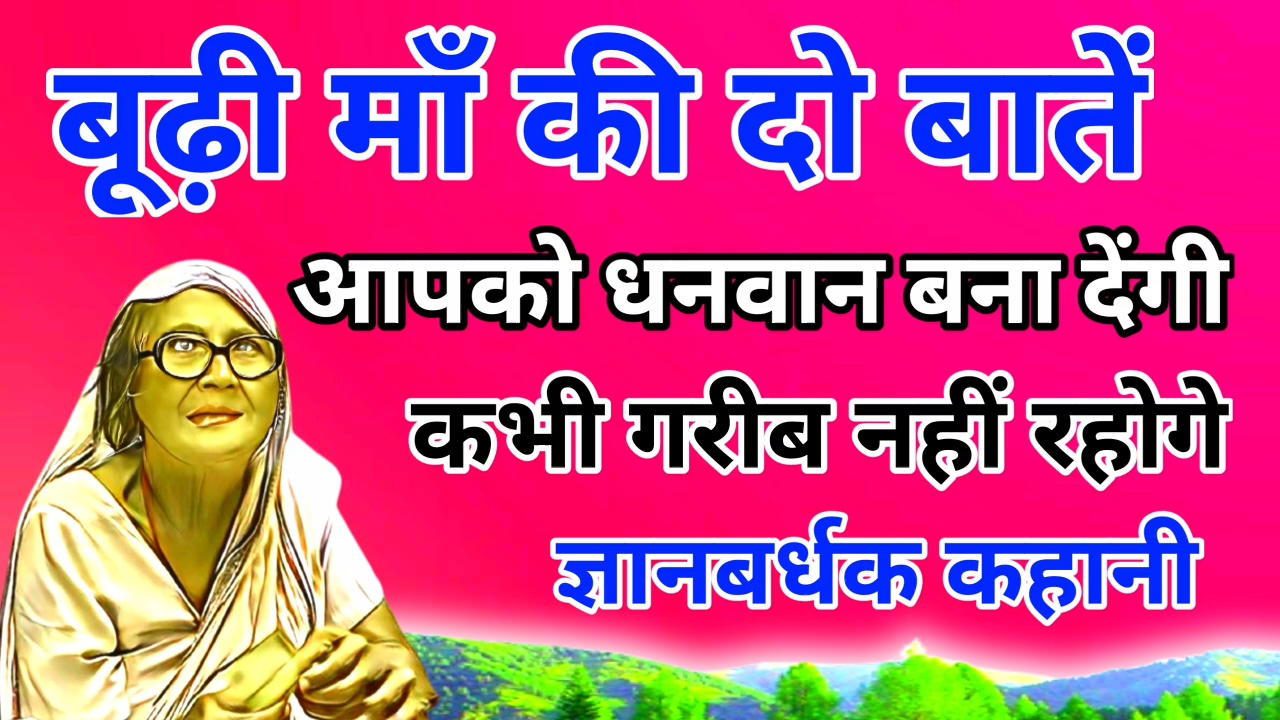 बूढ़ी माँ की दो बातें
आपको धनवान बना देंगी
कभी गरीब नहीं रहोगे
ज्ञानबर्धक कहानी